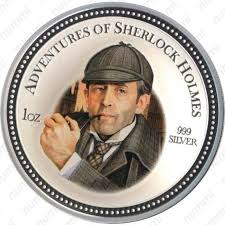 ADVENTURES OF SHERLOCK HOLMES
1oz
999
SILVER